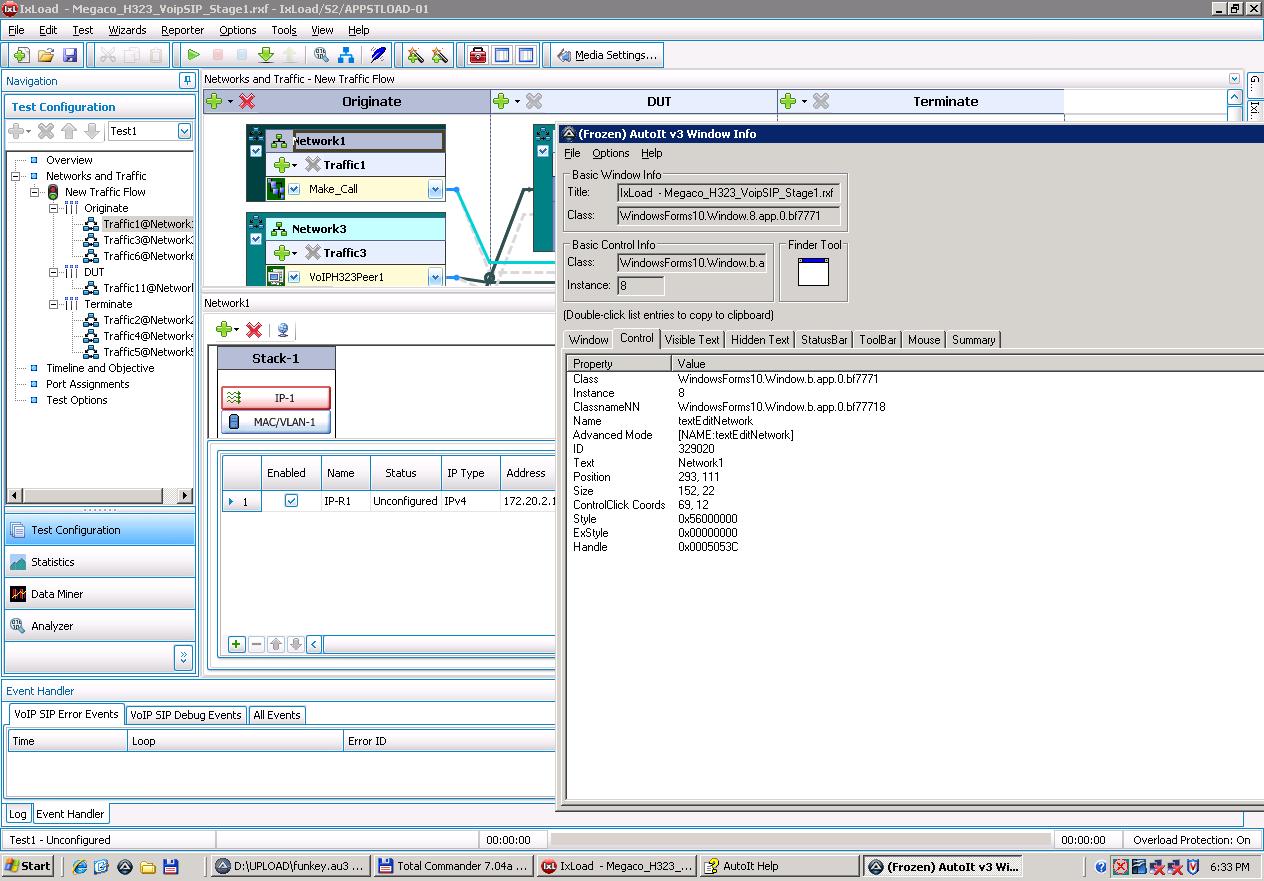 IxLoad - Megaco_H323_VoipSIP_Stage1.rxf - IxLoad/S2/APPSTLOAD-01
File Edit Test Wizards Reporter Options Tools View Help
Media Settings...
Navigation
Test Configuration
Test1
Overview
Networks and Traffic
New Traffic Flow
Originate
Traffic1@Network
Traffic3@Network
Traffic6@Network
DUT
Traffic11@Networl
Terminate
Traffic2@Network
Traffic4@Network
Traffic5@Network
Timeline and Objective
Port Assignments
Test Options
Test Configuration
Statistics
Data Miner
Analyzer
Networks and Traffic - New Traffic Flow
Originate DUT Terminate
Network1
Traffic1
Make_Call
Network3
Traffic3
VoIPH323Peer1
Network1
Stack-1
IP-1
MAC/VLAN-1
Enabled Name Status IP Type Address
1 IP-R1 Unconfigured IPv4 172.20.2.1
(Frozen) AutoIt v3 Window Info
File Options Help
Basic Window Info
Title: IxLoad - Megaco_H323_VoipSIP_Stage1.rxf
Class: WindowsForms10.Window.8.app.0.bf7771
Basic Control Info
Class: WindowsForms10.Window.b.a
Instance: 8
Finder Tool
(Double-click list entries to copy to clipboard)
Window Control Visible Text Hidden Text StatusBar ToolBar Mouse Summary
Property Value
Class WindowsForms10.Window.b.app.0.bf7771
Instance 8
ClassnameNN WindowsForms10.Window.b.app.0.bf77718
Name textEditNetwork
Advanced Mode [NAME:textEditNetwork]
ID 329020
Text Network1
Position 293, 111
Size 152, 22
ControlClick Coords 69, 12
Style 0x56000000
ExStyle 0x00000000
Handle 0x0005053C
Event Handler
VoIP SIP Error Events VoIP SIP Debug Events All Events
Time Loop Error ID
Log Event Handler
Test1 - Unconfigured 00:00:00 00:00:00 Overload Protection: On
Start D:\UPLOAD\funkey.au3 ... Total Commander 7.04a ... IxLoad - Megaco_H323_... AutoIt Help (Frozen) AutoIt v3 Wi... 6:33 PM